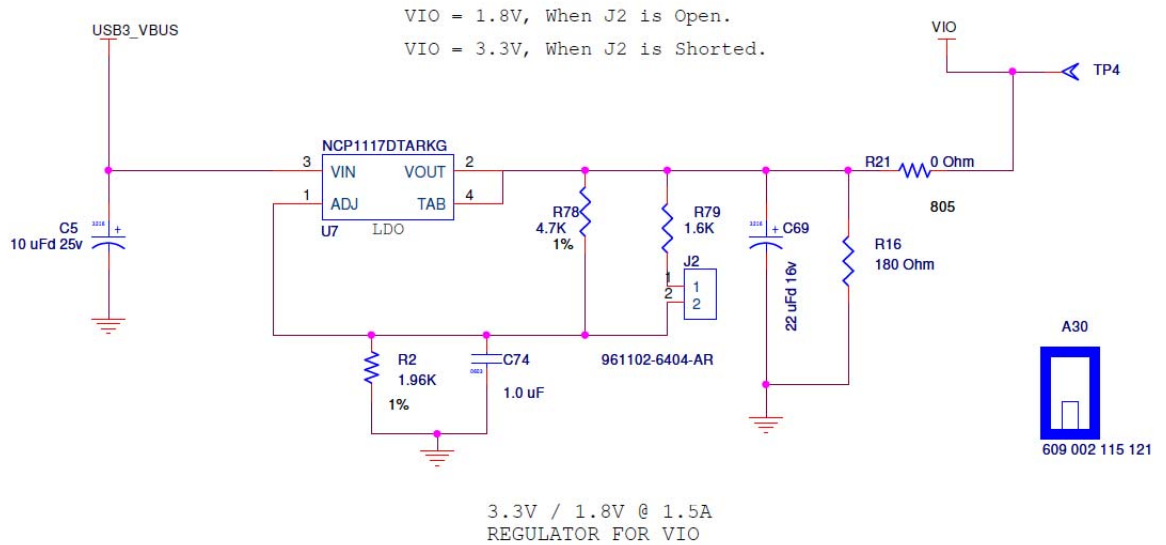 VIO = 1.8V, When J2 is Open.
USB3_VBUS
VIO
VIO = 3.3V, When J2 is Shorted.
TP4
NCP1117DTARKG
3 VIN VOUT 2
1 ADJ TAB 4
U7 LDO
R21 0 Ohm
805
C5
3216 +
10 uFd 25v
R78
4.7K
1%
R79
1.6K
J2
1 1
2 2
961102-6404-AR
3216 + C69
22 uFd 16v
R16
180 Ohm
R2
1.96K
1%
C74
1.0 uF
A30
609 002 115 121
3.3V / 1.8V @ 1.5A
REGULATOR FOR VIO